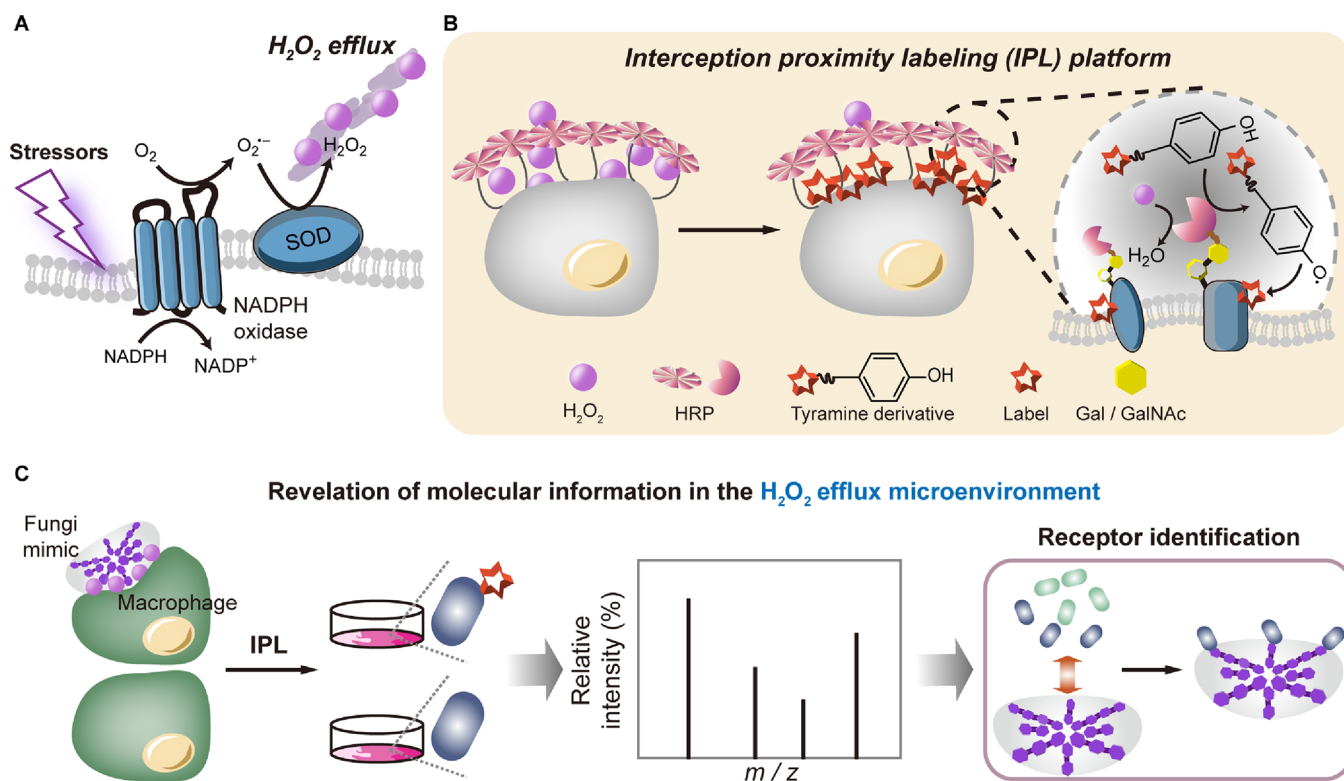 A
H₂O₂ efflux
Stressors
O₂
O₂•−
H₂O₂
SOD
NADPH
oxidase
NADPH
NADP⁺
B
Interception proximity labeling (IPL) platform
OH
H₂O
O•
H₂O₂
HRP
OH
Tyramine derivative
Label
Gal / GalNAc
C
Revelation of molecular information in the H₂O₂ efflux microenvironment
Fungi
mimic
Macrophage
IPL
Relative
intensity (%)
m / z
Receptor identification